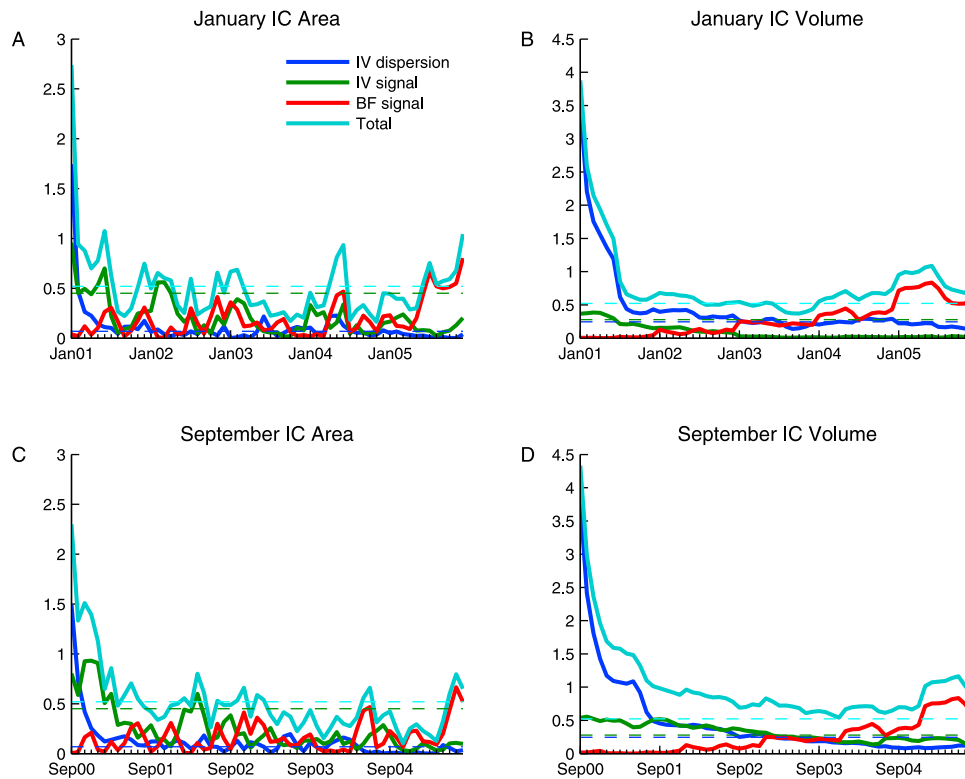 January IC Area
A
3
2.5
2
1.5
1
0.5
0
IV dispersion
IV signal
BF signal
Total
Jan01 Jan02 Jan03 Jan04 Jan05
January IC Volume
B
4.5
4
3.5
3
2.5
2
1.5
1
0.5
0
Jan01 Jan02 Jan03 Jan04 Jan05
September IC Area
C
3
2.5
2
1.5
1
0.5
0
Sep00 Sep01 Sep02 Sep03 Sep04
September IC Volume
D
4.5
4
3.5
3
2.5
2
1.5
1
0.5
0
Sep00 Sep01 Sep02 Sep03 Sep04